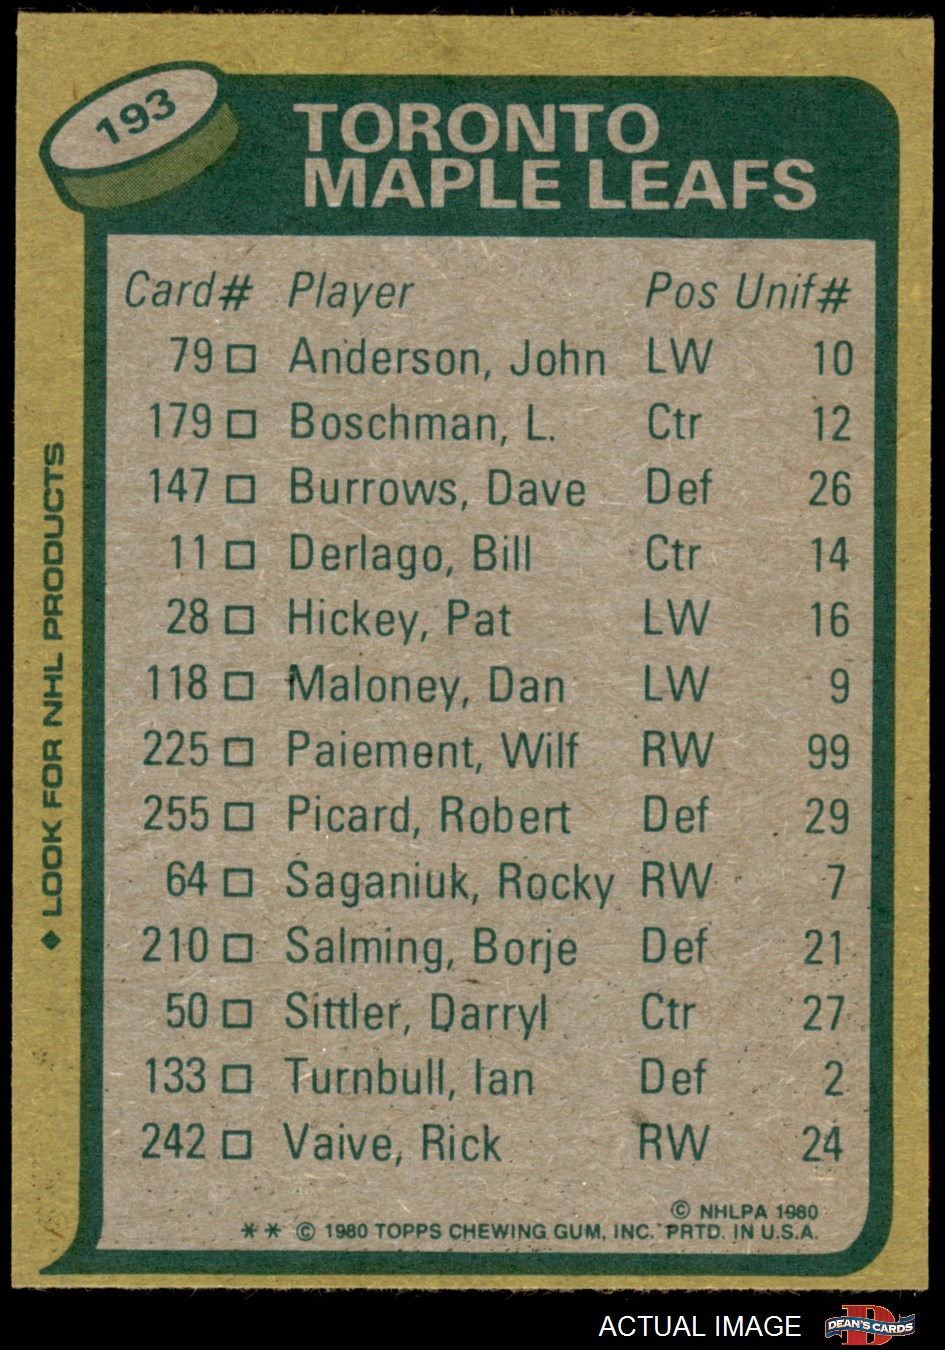 193
TORONTO
MAPLE LEAFS
Card# Player Pos Unif#
79 □ Anderson, John LW 10
179 □ Boschman, L. Ctr 12
147 □ Burrows, Dave Def 26
11 □ Derlago, Bill Ctr 14
28 □ Hickey, Pat LW 16
118 □ Maloney, Dan LW 9
225 □ Paiement, Wilf RW 99
255 □ Picard, Robert Def 29
64 □ Saganiuk, Rocky RW 7
210 □ Salming, Borje Def 21
50 □ Sittler, Darryl Ctr 27
133 □ Turnbull, Ian Def 2
242 □ Vaive, Rick RW 24
© NHLPA 1980
** © 1980 TOPPS CHEWING GUM, INC. PRTD. IN U.S.A.
◆ LOOK FOR NHL PRODUCTS
ACTUAL IMAGE
DEAN'S CARDS